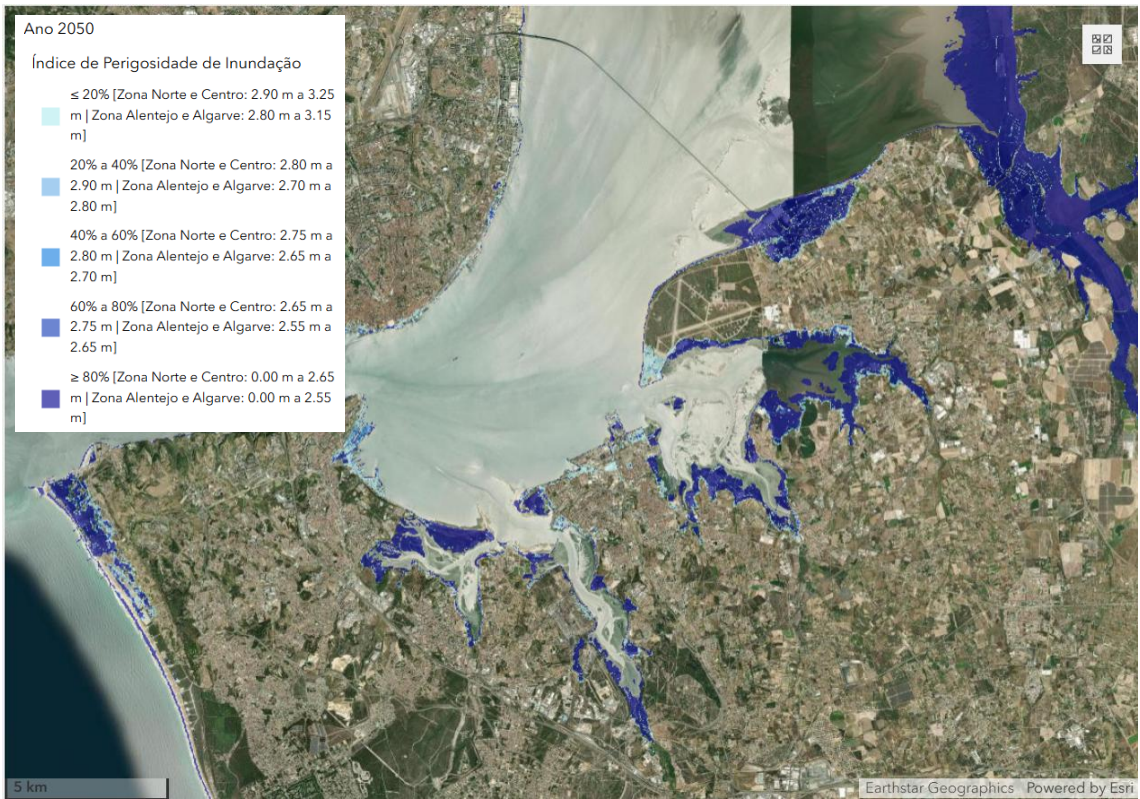 Ano 2050
Índice de Perigosidade de Inundação
≤ 20% [Zona Norte e Centro: 2.90 m a 3.25
m | Zona Alentejo e Algarve: 2.80 m a 3.15
m]
20% a 40% [Zona Norte e Centro: 2.80 m a
2.90 m | Zona Alentejo e Algarve: 2.70 m a
2.80 m]
40% a 60% [Zona Norte e Centro: 2.75 m a
2.80 m | Zona Alentejo e Algarve: 2.65 m a
2.70 m]
60% a 80% [Zona Norte e Centro: 2.65 m a
2.75 m | Zona Alentejo e Algarve: 2.55 m a
2.65 m]
≥ 80% [Zona Norte e Centro: 0.00 m a 2.65
m | Zona Alentejo e Algarve: 0.00 m a 2.55
m]
5 km
Earthstar Geographics Powered by Esri